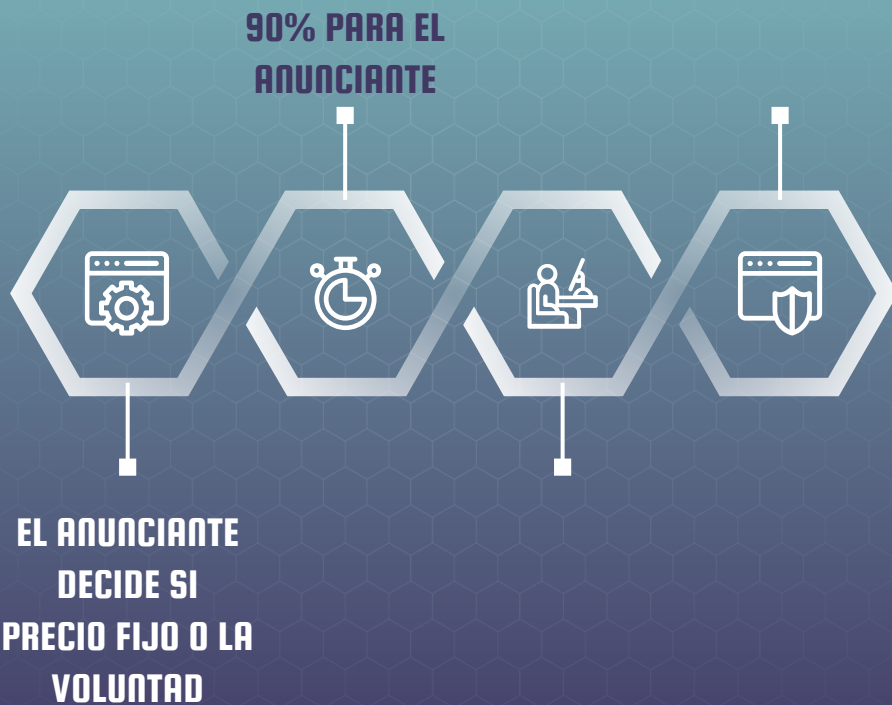 90% PARA EL
ANUNCIANTE
EL ANUNCIANTE
DECIDE SI
PRECIO FIJO O LA
VOLUNTAD